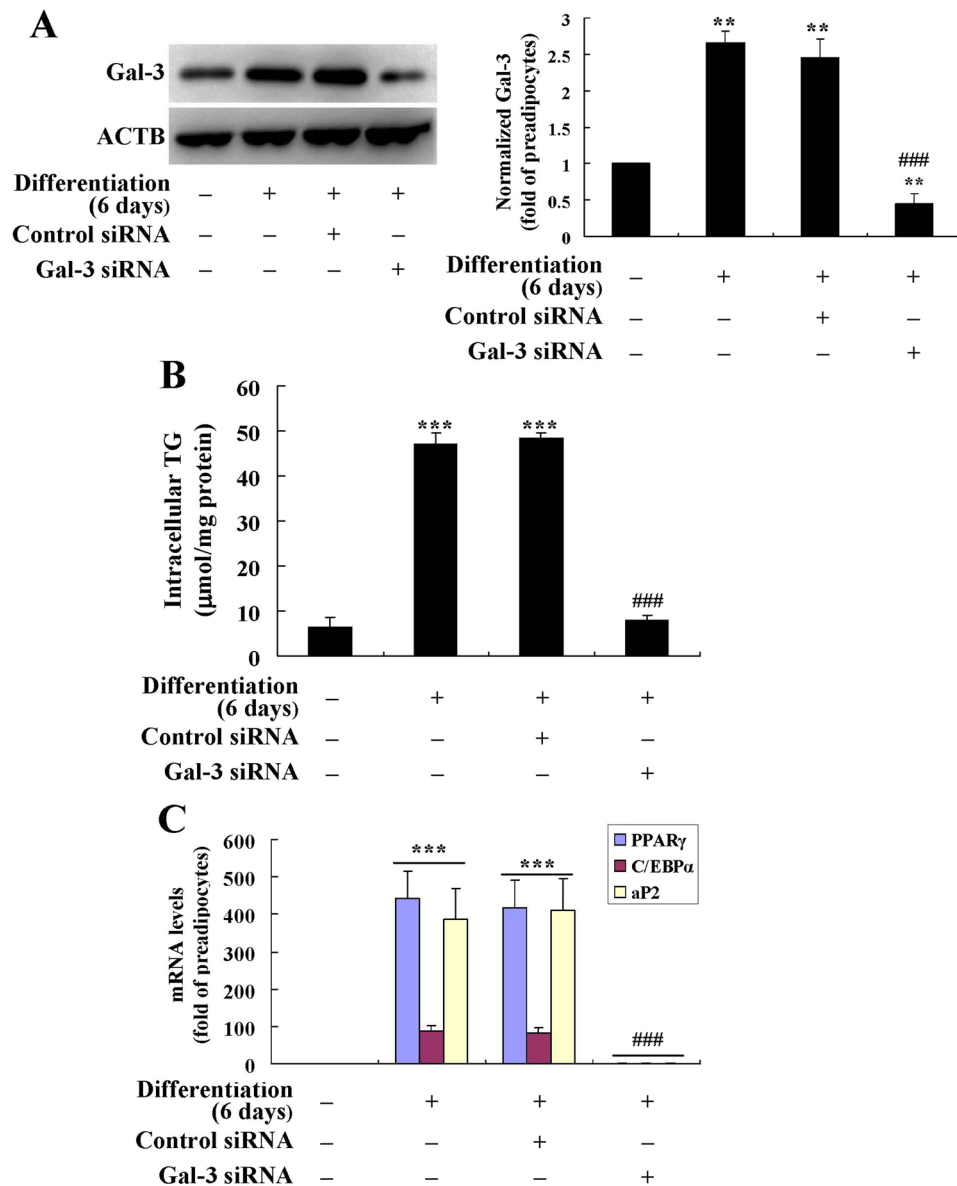 A
Gal-3
ACTB
Differentiation
(6 days)
– + + +
Control siRNA
– – + –
Gal-3 siRNA
– – – +
Normalized Gal-3
(fold of preadipocytes)
3
2.5
2
1.5
1
0.5
0
** ** ###
**
Differentiation
(6 days)
– + + +
Control siRNA
– – + –
Gal-3 siRNA
– – – +
B
Intracellular TG
(μmol/mg protein)
60
50
40
30
20
10
0
*** *** ###
Differentiation
(6 days)
– + + +
Control siRNA
– – + –
Gal-3 siRNA
– – – +
C
mRNA levels
(fold of preadipocytes)
600
500
400
300
200
100
0
*** *** ###
PPARγ
C/EBPα
aP2
Differentiation
(6 days)
– + + +
Control siRNA
– – + –
Gal-3 siRNA
– – – +